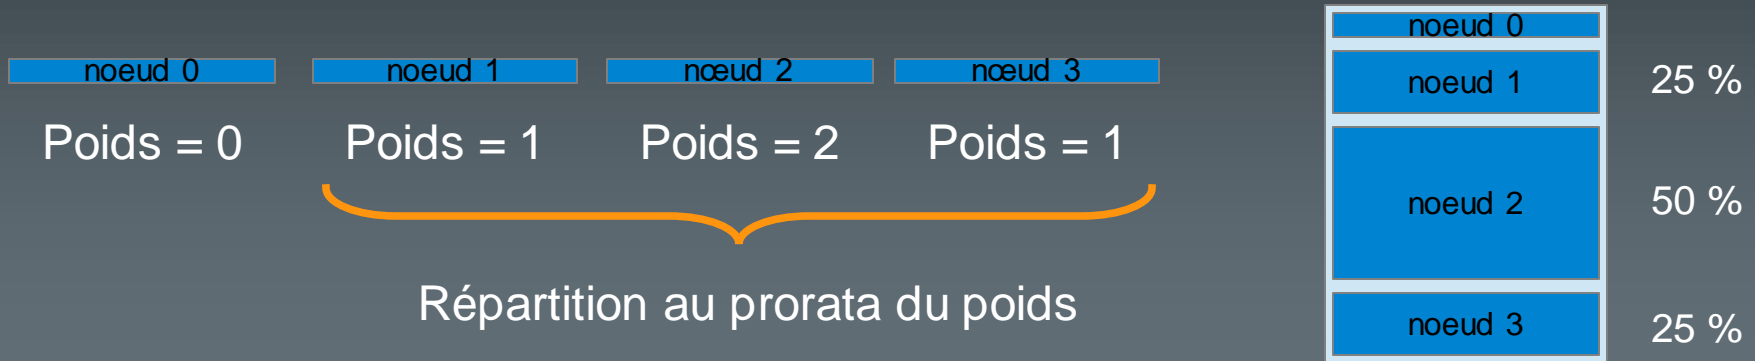 noeud 0
noeud 1
nœud 2
nœud 3
Poids = 0
Poids = 1
Poids = 2
Poids = 1
Répartition au prorata du poids
noeud 0
noeud 1
25 %
noeud 2
50 %
noeud 3
25 %